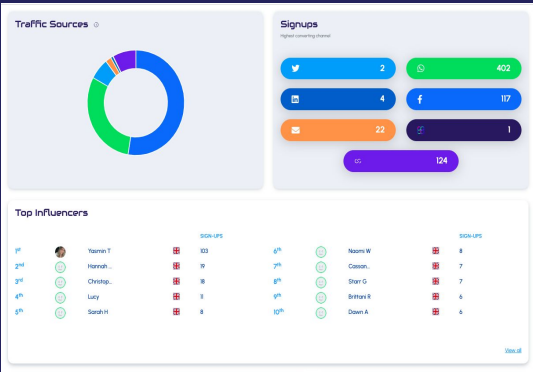 Traffic Sources
Signups
Highest converting channel
2
402
4
117
22
1
124
Top Influencers
SIGN-UPS
1st Yasmin T 103
2nd Hannah ... 19
3rd Christop... 18
4th Lucy 11
5th Sarah H 8
SIGN-UPS
6th Naomi W 8
7th Cassan... 7
8th Starr G 7
9th Brittani R 6
10th Dawn A 6
View all